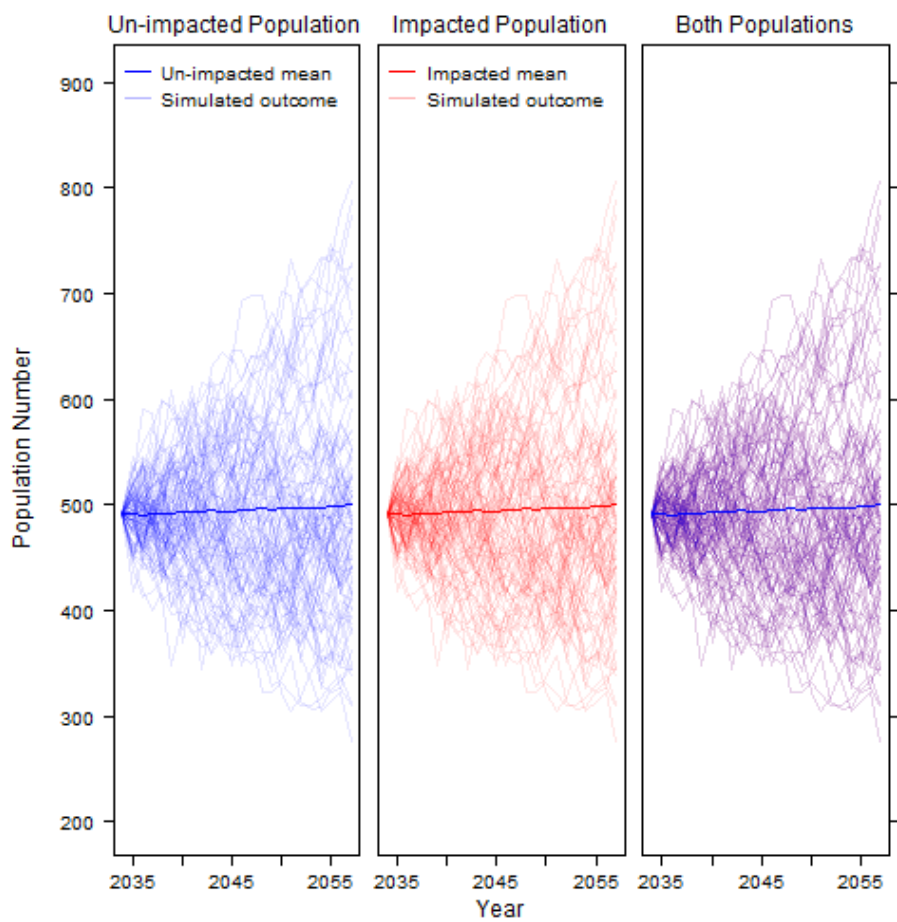 Un-impacted Population
Impacted Population
Both Populations
Un-impacted mean
Simulated outcome
Impacted mean
Simulated outcome
900
800
700
600
500
400
300
200
Population Number
2035 2045 2055
2035 2045 2055
2035 2045 2055
Year